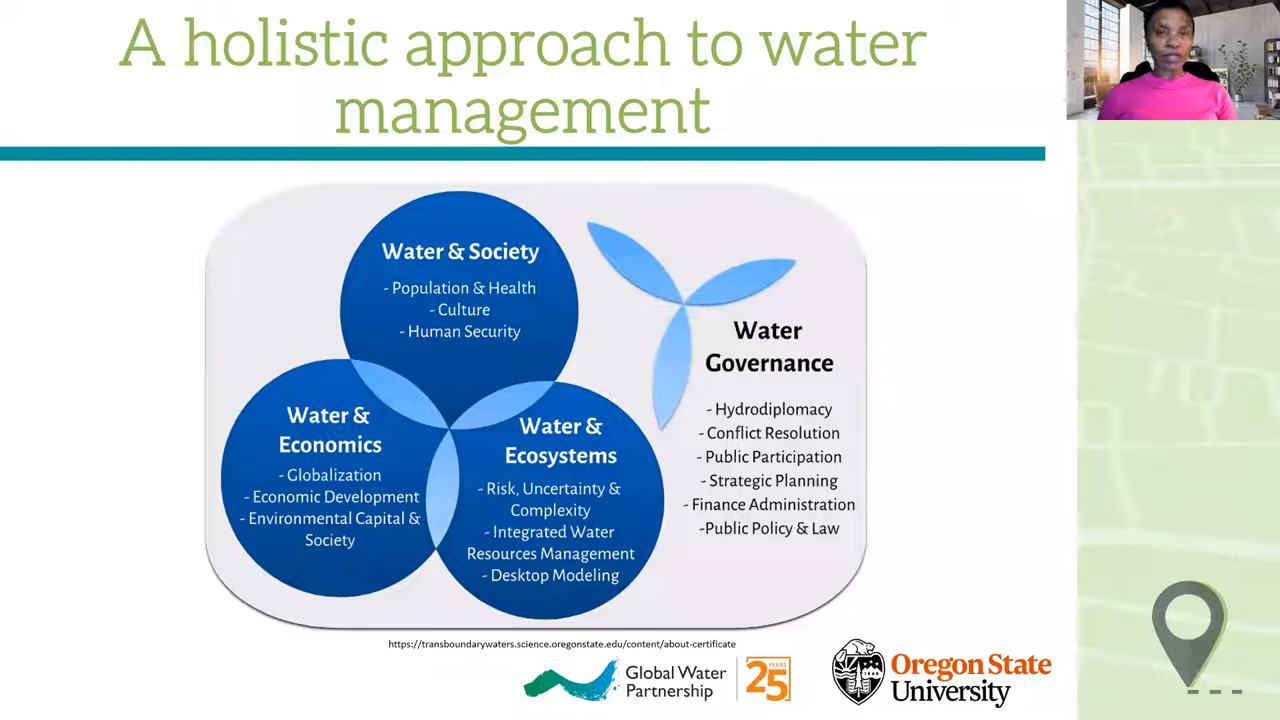 A holistic approach to water
management
Water & Society
- Population & Health
- Culture
- Human Security
Water &
Economics
- Globalization
- Economic Development
- Environmental Capital &
Society
Water &
Ecosystems
- Risk, Uncertainty &
Complexity
- Integrated Water
Resources Management
- Desktop Modeling
Water
Governance
- Hydrodiplomacy
- Conflict Resolution
- Public Participation
- Strategic Planning
- Finance Administration
-Public Policy & Law
https://transboundarywaters.science.oregonstate.edu/content/about-certificate
Global Water
Partnership
YEARS
25
Oregon State
University